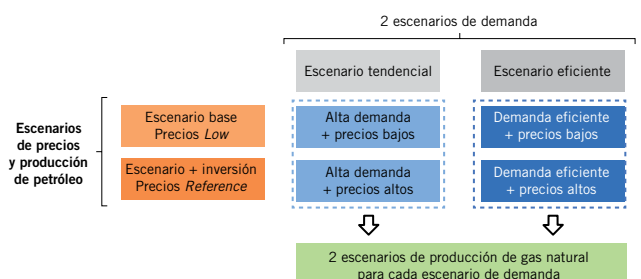 2 escenarios de demanda
Escenario tendencial
Escenario eficiente
Escenarios
de precios
y producción
de petróleo
Escenario base
Precios Low
Alta demanda
+ precios bajos
Demanda eficiente
+ precios bajos
Escenario + inversión
Precios Reference
Alta demanda
+ precios altos
Demanda eficiente
+ precios altos
2 escenarios de producción de gas natural
para cada escenario de demanda